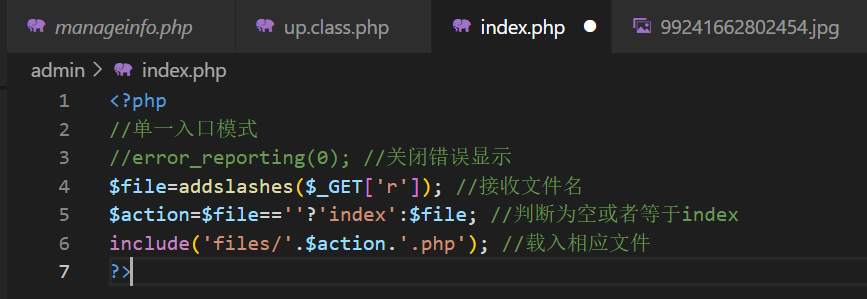 manageinfo.php up.class.php index.php 99241662802454.jpg
admin > index.php
1 <?php
2 //单一入口模式
3 //error_reporting(0); //关闭错误显示
4 $file=addslashes($_GET['r']); //接收文件名
5 $action=$file==''?'index':$file; //判断为空或者等于index
6 include('files/'.$action.'.php'); //载入相应文件
7 ?>